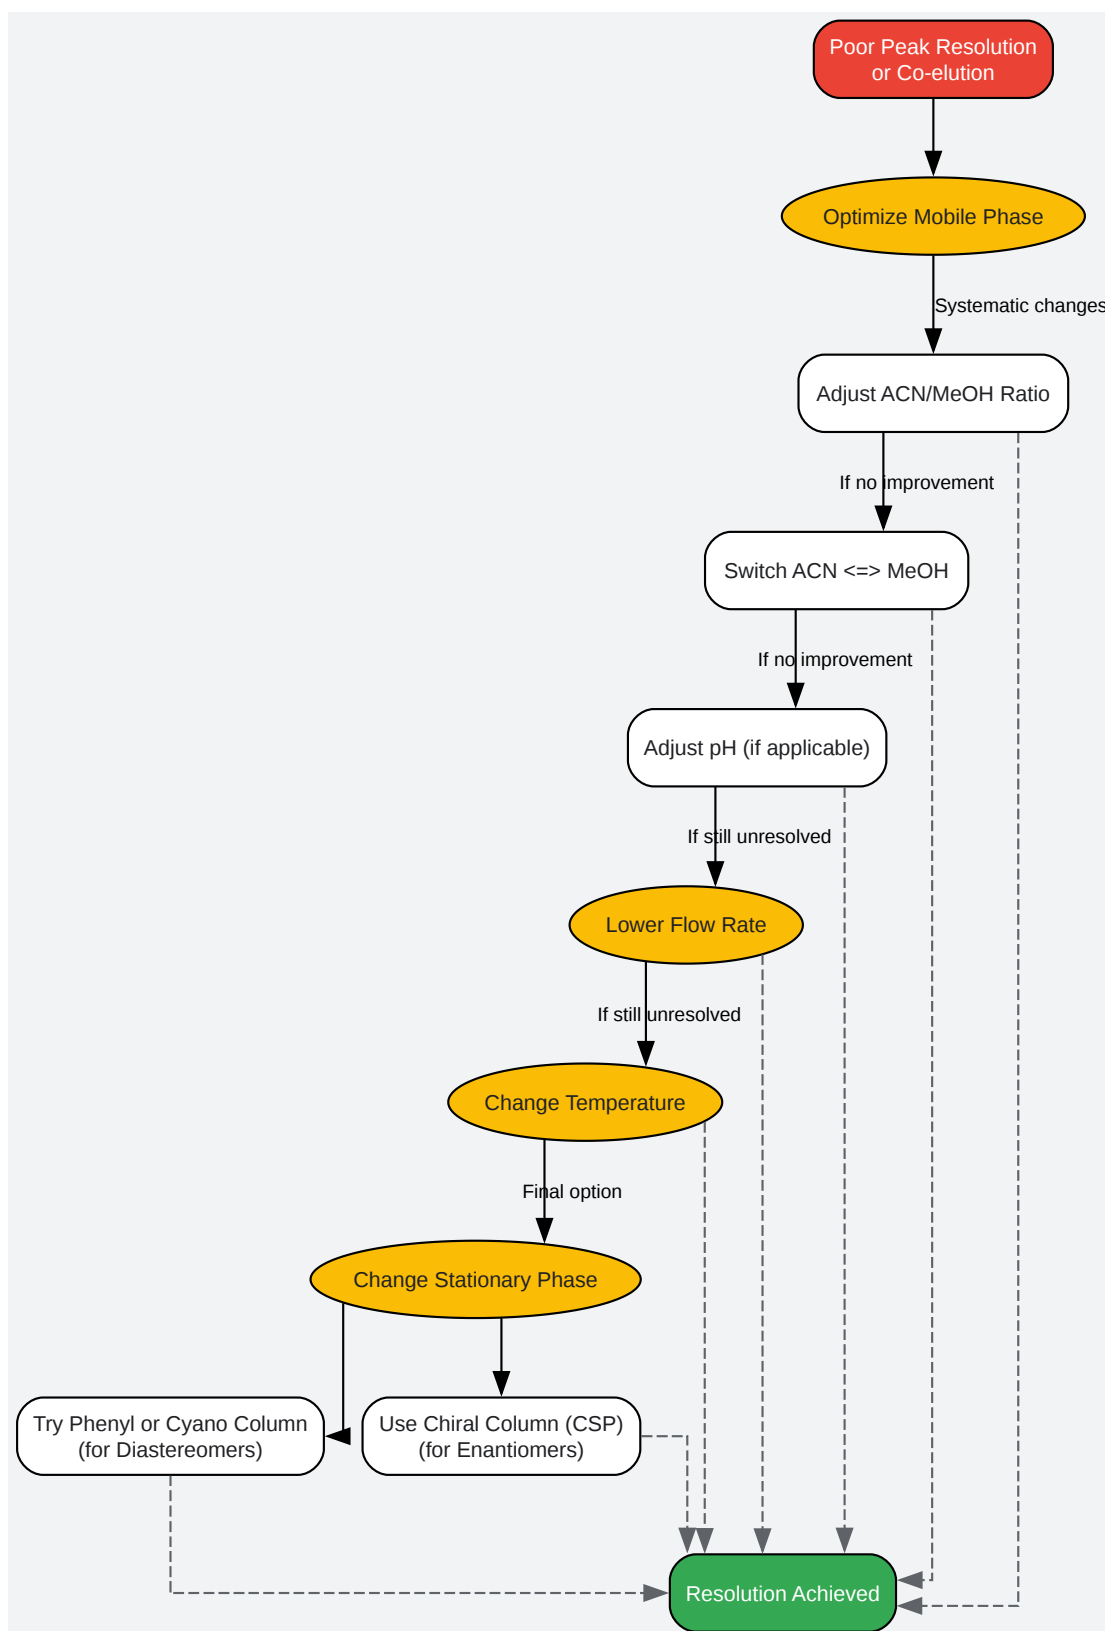 Poor Peak Resolution
or Co-elution
Optimize Mobile Phase
Systematic changes
Adjust ACN/MeOH Ratio
If no improvement
Switch ACN <=> MeOH
If no improvement
Adjust pH (if applicable)
If still unresolved
Lower Flow Rate
If still unresolved
Change Temperature
Final option
Change Stationary Phase
Try Phenyl or Cyano Column
(for Diastereomers)
Use Chiral Column (CSP)
(for Enantiomers)
Resolution Achieved